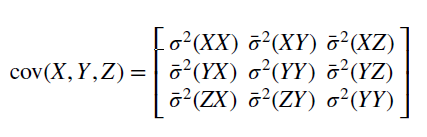 σ²(XX) σ̄²(XY) σ̄²(XZ)
cov(X, Y, Z) = σ̄²(YX) σ²(YY) σ̄²(YZ)
σ̄²(ZX) σ̄²(ZY) σ²(YY)